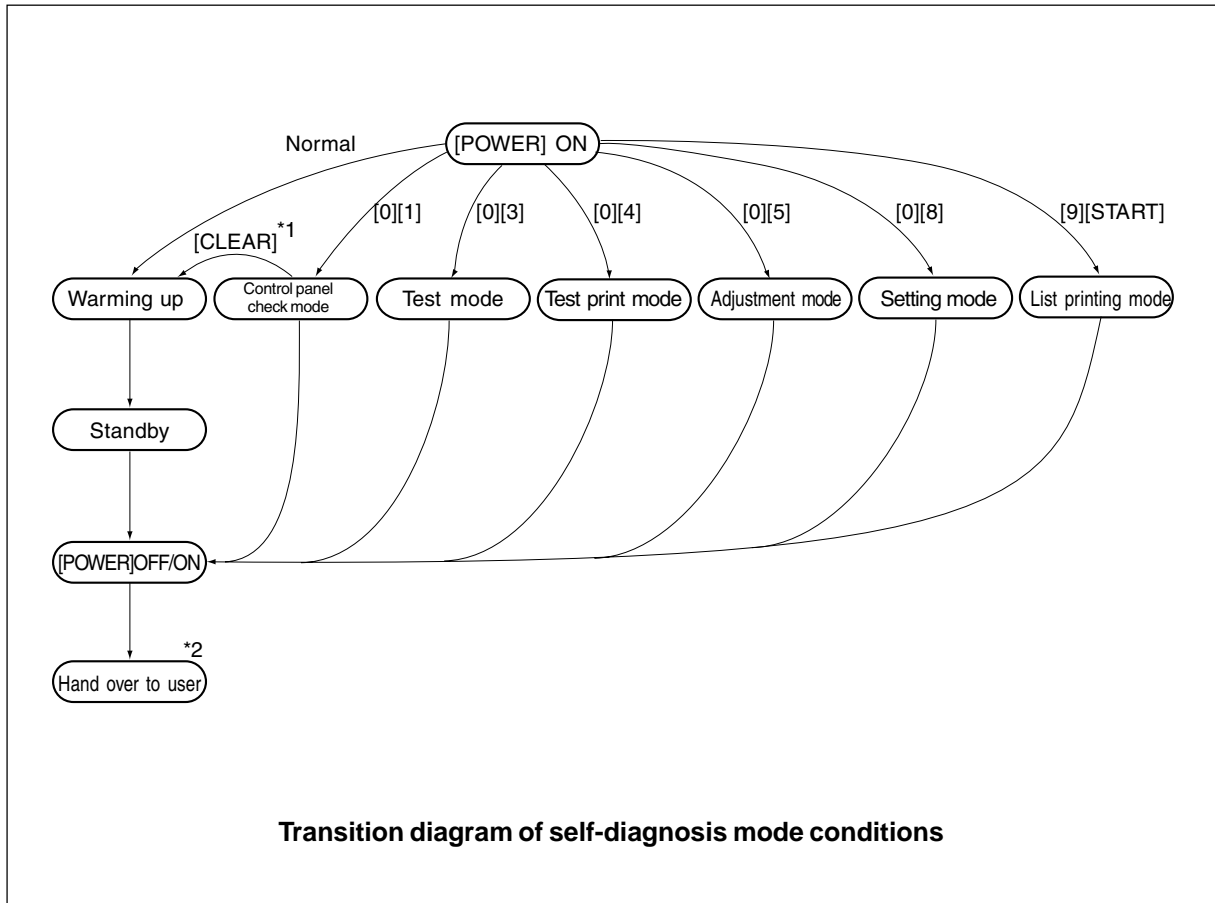 Normal
[POWER] ON
[0][1]
[0][3]
[0][4]
[0][5]
[0][8]
[9][START]
[CLEAR]*1
Warming up
Control panel
check mode
Test mode
Test print mode
Adjustment mode
Setting mode
List printing mode
Standby
[POWER]OFF/ON
*2
Hand over to user
Transition diagram of self-diagnosis mode conditions